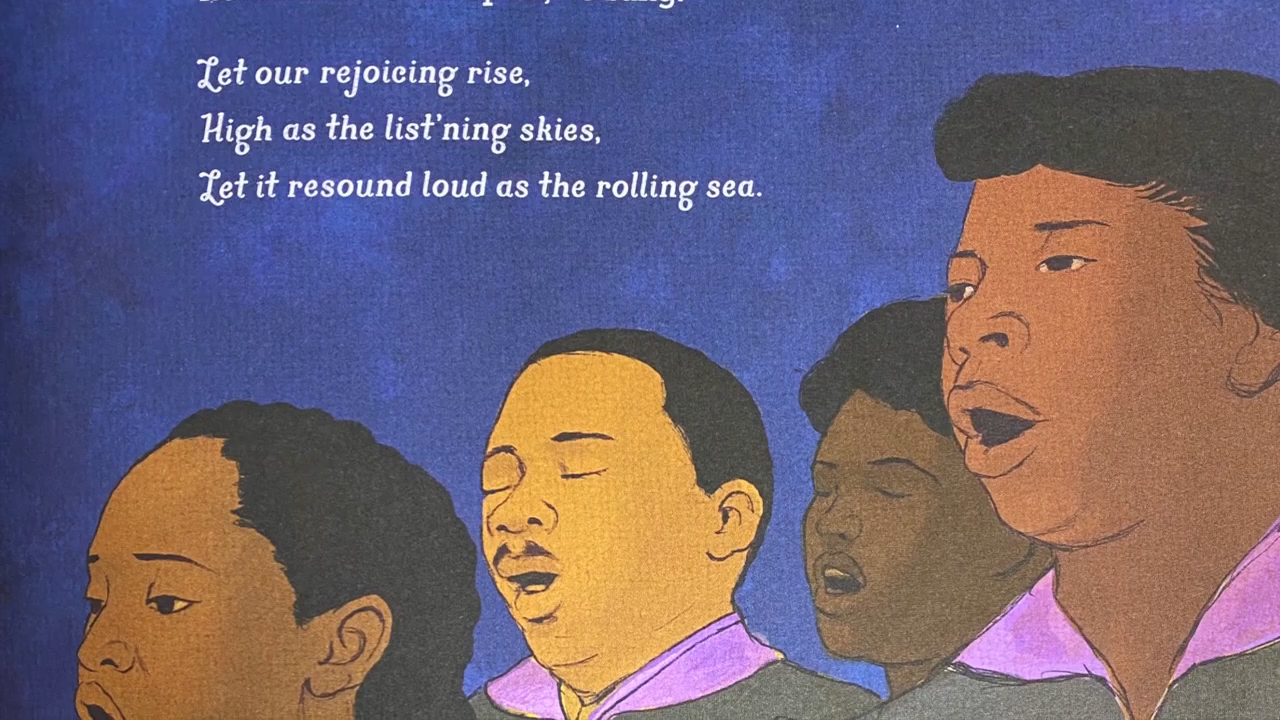 Let our rejoicing rise,
High as the list'ning skies,
Let it resound loud as the rolling sea.